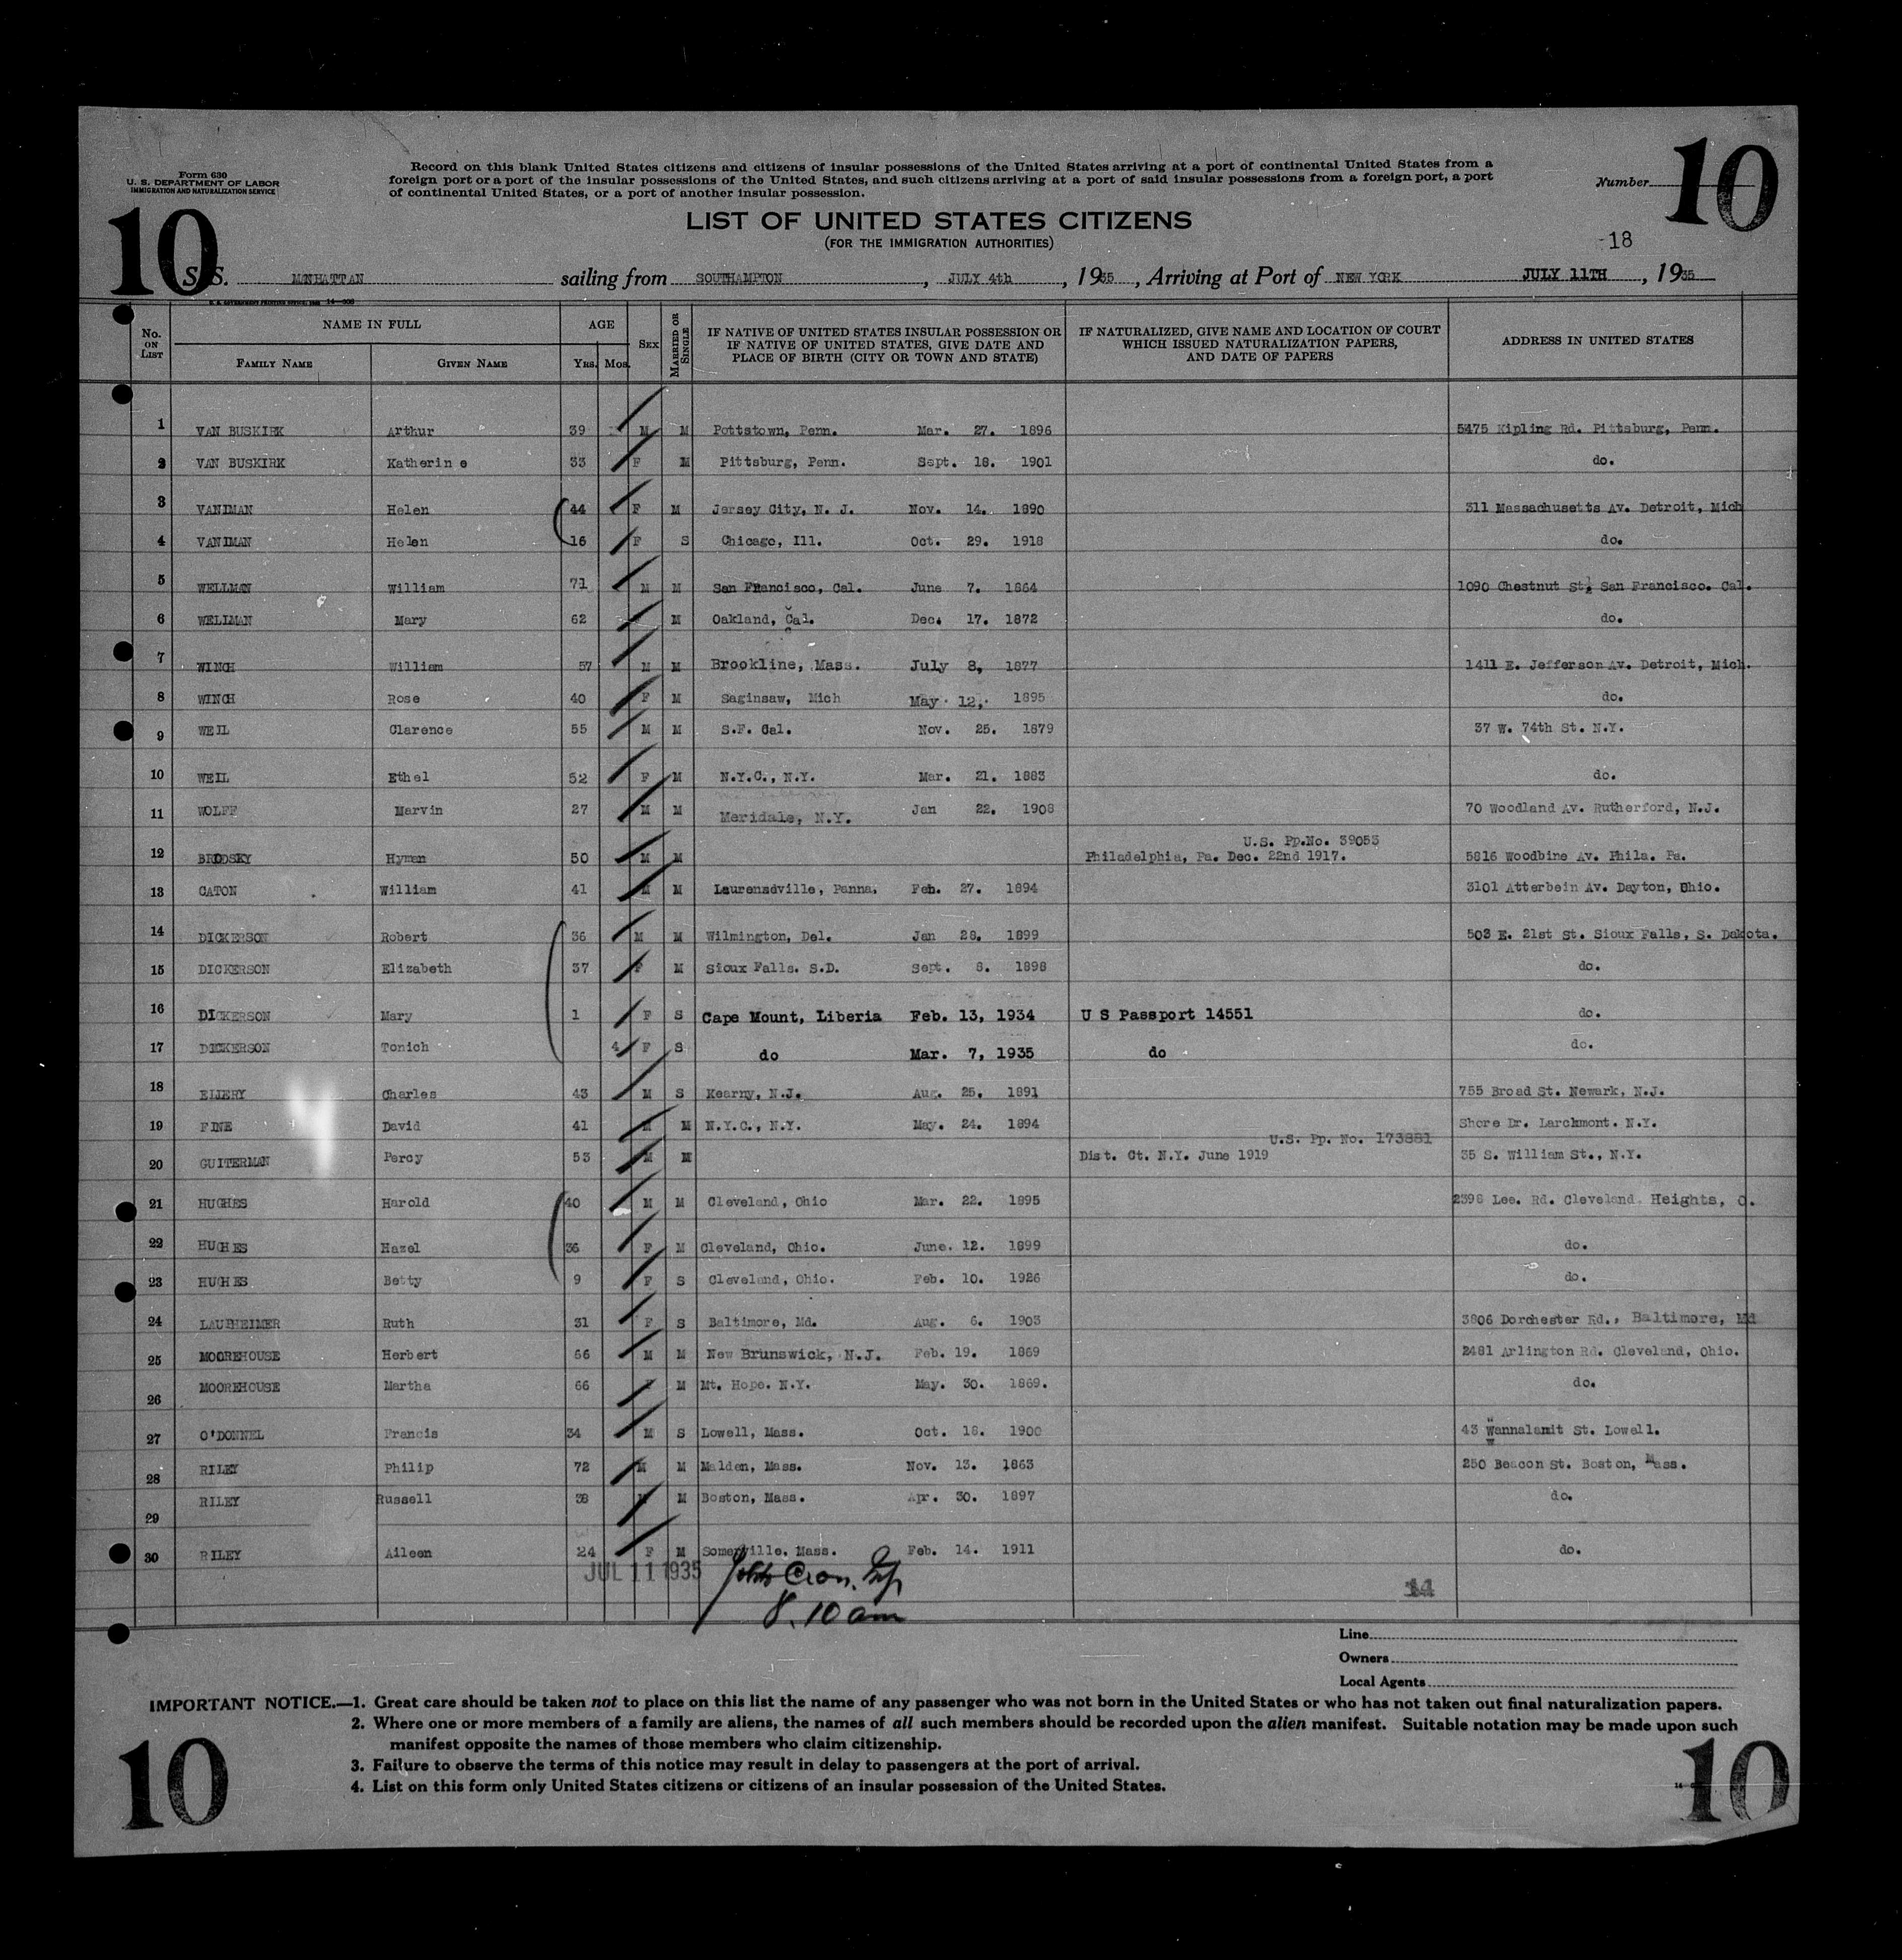 Form 630
U. S. DEPARTMENT OF LABOR
IMMIGRATION AND NATURALIZATION SERVICE
Record on this blank United States citizens and citizens of insular possessions of the United States arriving at a port of continental United States from a
foreign port or a port of the insular possessions of the United States, and such citizens arriving at a port of said insular possessions from a foreign port, a port
of continental United States, or a port of another insular possession.
Number
10
10
LIST OF UNITED STATES CITIZENS
(FOR THE IMMIGRATION AUTHORITIES)
-18
S. S. MANHATTAN sailing from SOUTHAMPTON, JULY 4th, 1935, Arriving at Port of NEW YORK JULY 11TH, 1935
No. ON LIST NAME IN FULL AGE SEX MARRIED OR SINGLE IF NATIVE OF UNITED STATES INSULAR POSSESSION OR IF NATIVE OF UNITED STATES, GIVE DATE AND PLACE OF BIRTH (CITY OR TOWN AND STATE) IF NATURALIZED, GIVE NAME AND LOCATION OF COURT WHICH ISSUED NATURALIZATION PAPERS, AND DATE OF PAPERS ADDRESS IN UNITED STATES
FAMILY NAME GIVEN NAME YRS. MOS.
1 VAN BUSKIRK Arthur 39 M M Pottstown, Penn. Mar. 27. 1896 5475 Kipling Rd. Pittsburg, Penn.
2 VAN BUSKIRK Katherin e 33 F M Pittsburg, Penn. Sept. 18. 1901 do.
3 VANIMAN Helen 44 F M Jersey City, N. J. Nov. 14. 1890 311 Massachusetts Av. Detroit, Mich
4 VANIMAN Helen 16 F S Chicago, Ill. Oct. 29. 1918 do.
5 WELLMAN William 71 M M San Francisco, Cal. June 7. 1864 1090 Chestnut St. San Francisco. Cal.
6 WELLMAN Mary 62 M Oakland, Cal. Dec. 17. 1872 do.
7 WINCH William 57 M M Brookline, Mass. July 8, 1877 1411 E. Jefferson Av. Detroit, Mich.
8 WINCH Rose 40 F M Saginsaw, Mich May 12, 1895 do.
9 WEIL Clarence 55 M M S.F. Cal. Nov. 25. 1879 37 W. 74th St. N.Y.
10 WEIL Ethel 52 F M N.Y.C., N.Y. Mar. 21. 1883 do.
11 WOLFF Marvin 27 M M Meridale, N.Y. Jan 22. 1908 70 Woodland Av. Rutherford, N.J.
U.S. Pp.No. 39053
12 BRODSKY Hyman 50 M M Philadelphia, Pa. Dec. 22nd 1917. 5816 Woodbine Av. Phila. Pa.
13 CATON William 41 M M Laurensdville, Panna, Feb. 27. 1894 3101 Atterbein Av. Dayton, Ohio.
14 DICKERSON Robert 36 M M Wilmington, Del. Jan 28. 1899 503 E. 21st St. Sioux Falls, S. Dakota.
15 DICKERSON Elizabeth 37 F M Sioux Falls. S.D. Sept. 8. 1898 do.
16 DICKERSON Mary 1 F S Cape Mount, Liberia Feb. 13, 1934 U S Passport 14551 do.
17 DICKERSON Tonich 4 F S do Mar. 7, 1935 do do.
18 ELIERY Charles 43 M S Kearny, N.J. Aug. 25. 1891 755 Broad St. Newark, N.J.
19 FINE David 41 M M N.Y.C., N.Y. May. 24. 1894 Shore Dr. Larckmont. N.Y.
U.S. Pp. No. 173881
20 GUITERMAN Percy 53 M M Dist. Ct. N.Y. June 1919 35 S. William St., N.Y.
21 HUGHES Harold 40 M M Cleveland, Ohio Mar. 22. 1895 2398 Lee. Rd. Cleveland Heights, O.
22 HUGHES Hazel 36 F M Cleveland, Ohio. June. 12. 1899 do.
23 HUGHES Betty 9 F S Cleveland, Ohio. Feb. 10. 1926 do.
24 LAUPHEIMER Ruth 31 F S Baltimore, Md. Aug. 6. 1903 3806 Dorchester Rd., Baltimore, Md
25 MOOREHOUSE Herbert 66 M M New Brunswick, N.J. Feb. 19. 1869 2481 Arlington Rd. Cleveland, Ohio.
26 MOOREHOUSE Martha 66 F M Mt. Hope. N.Y. May. 30. 1869. do.
27 O'DONNEL Francis 34 M S Lowell, Mass. Oct. 18. 1900 43 Wannalamit St. Lowell.
28 RILEY Philip 72 M M Malden, Mass. Nov. 13. 1863 250 Beacon St. Boston, Mass.
29 RILEY Russell 38 M M Boston, Mass. Apr. 30. 1897 do.
30 RILEY Aileen 24 F M Somerville. Mass. Feb. 14. 1911 do.
JUL 11 1935
8.10 am
Line
Owners
Local Agents
IMPORTANT NOTICE.—1. Great care should be taken not to place on this list the name of any passenger who was not born in the United States or who has not taken out final naturalization papers.
2. Where one or more members of a family are aliens, the names of all such members should be recorded upon the alien manifest. Suitable notation may be made upon such
manifest opposite the names of those members who claim citizenship.
3. Failure to observe the terms of this notice may result in delay to passengers at the port of arrival.
4. List on this form only United States citizens or citizens of an insular possession of the United States.
10
10